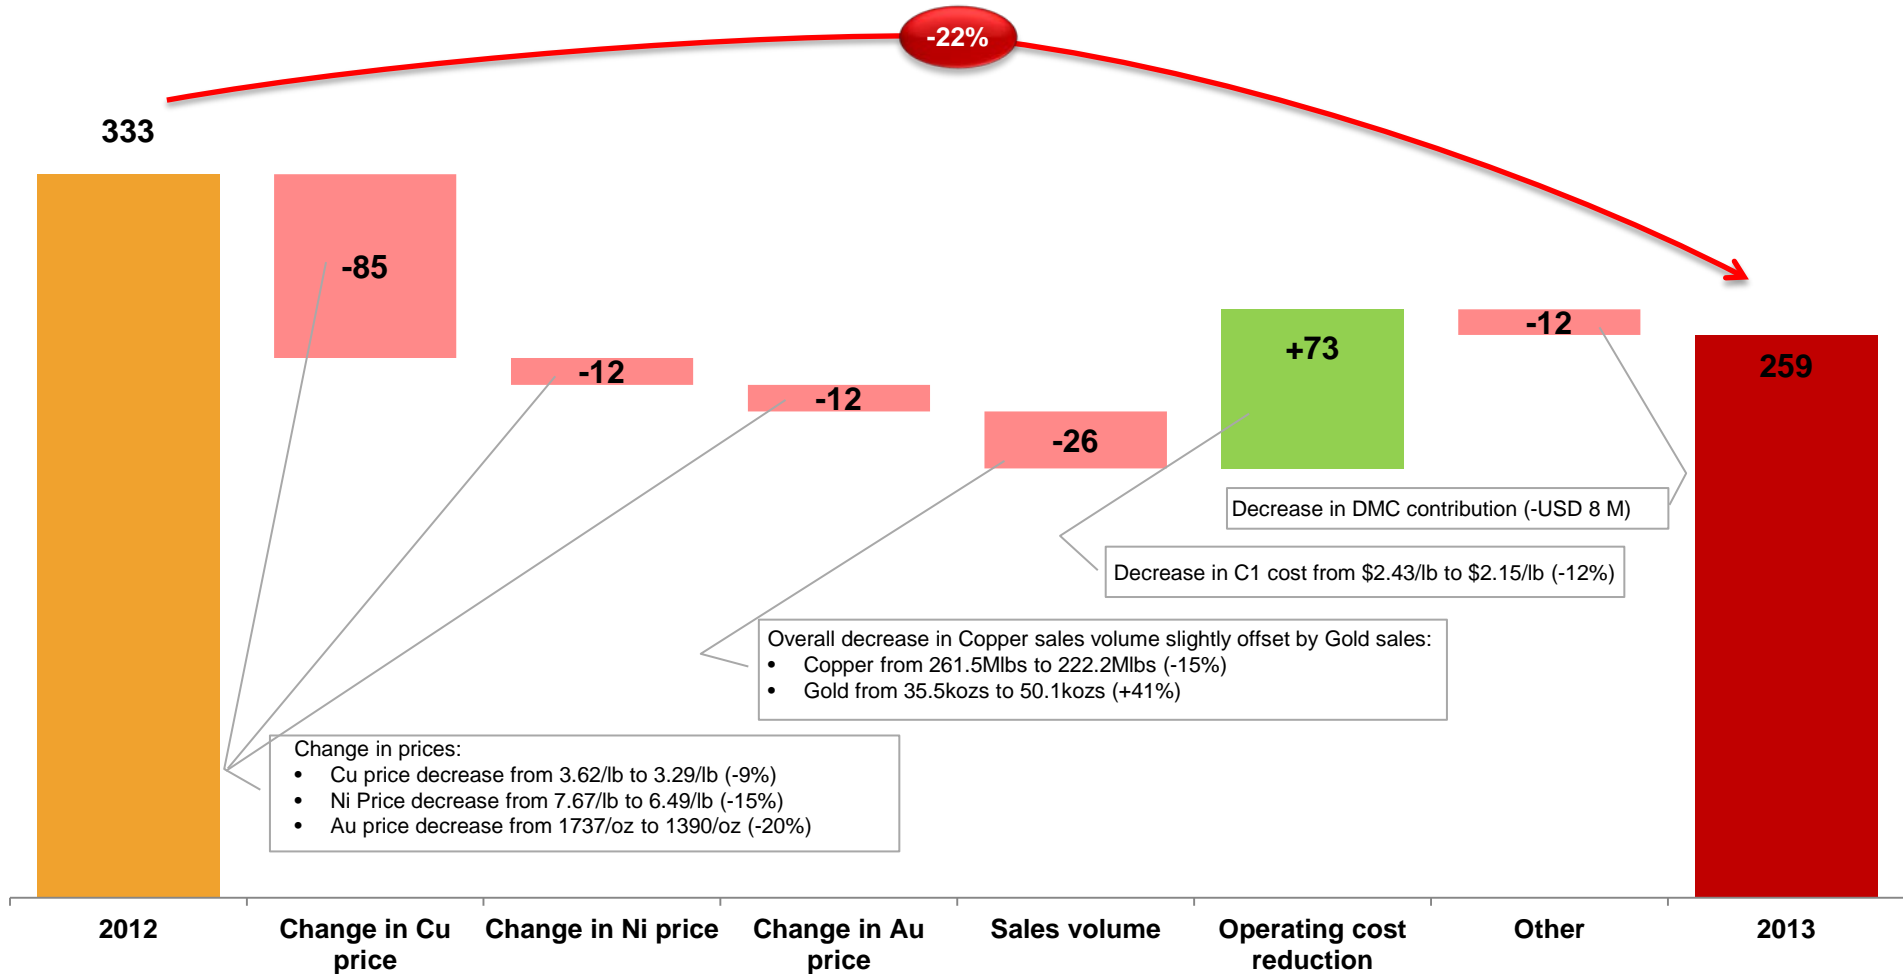 -22%
333
-85
-12
-12
-26
+73
-12
259
Decrease in DMC contribution (-USD 8 M)
Decrease in C1 cost from $2.43/lb to $2.15/lb (-12%)
Overall decrease in Copper sales volume slightly offset by Gold sales:
• Copper from 261.5Mlbs to 222.2Mlbs (-15%)
• Gold from 35.5kozs to 50.1kozs (+41%)
Change in prices:
• Cu price decrease from 3.62/lb to 3.29/lb (-9%)
• Ni Price decrease from 7.67/lb to 6.49/lb (-15%)
• Au price decrease from 1737/oz to 1390/oz (-20%)
2012
Change in Cu
price
Change in Ni price
Change in Au
price
Sales volume
Operating cost
reduction
Other
2013